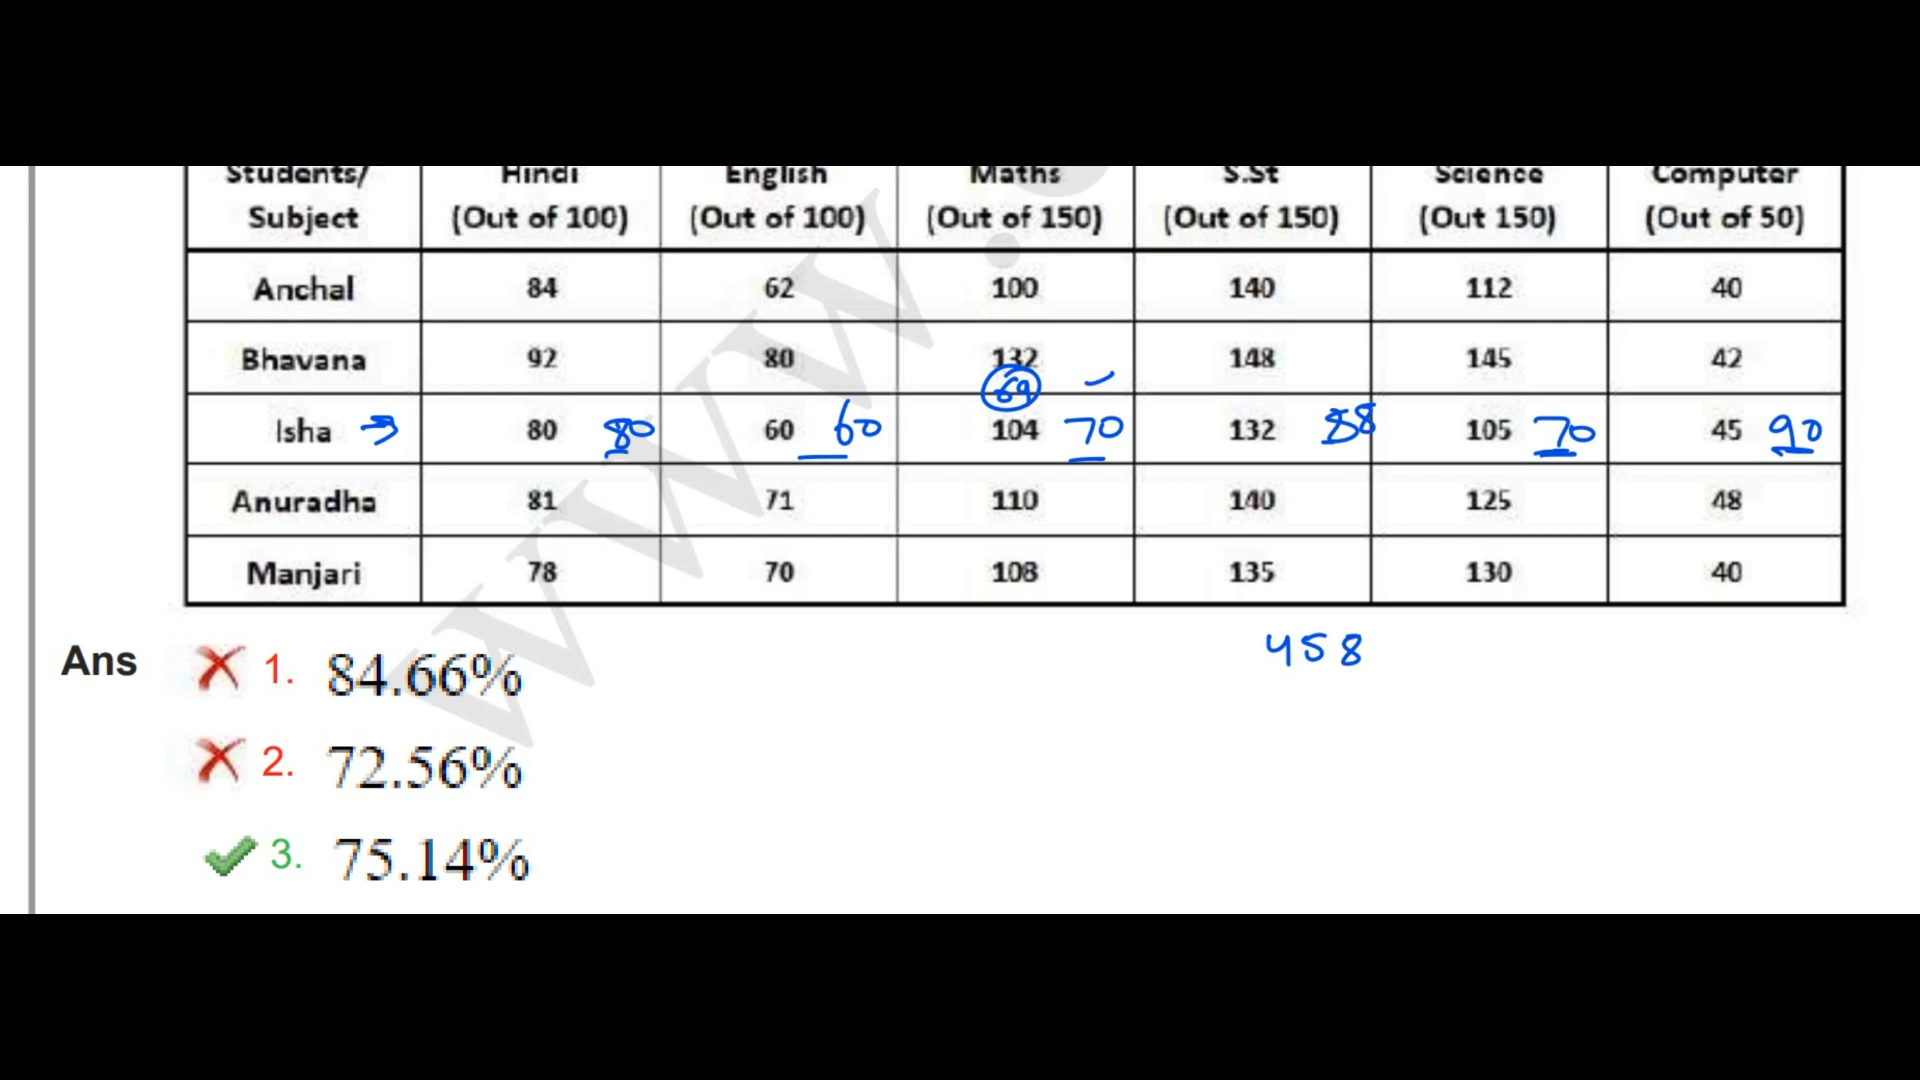 Students/ Hindi English Maths S.St Science Computer
Subject (Out of 100) (Out of 100) (Out of 150) (Out of 150) (Out 150) (Out of 50)
Anchal 84 62 100 140 112 40
Bhavana 92 80 132 148 145 42
69
Isha 80 80 60 60 104 70 132 88 105 70 45 90
Anuradha 81 71 110 140 125 48
Manjari 78 70 108 135 130 40
458
Ans 1. 84.66%
2. 72.56%
3. 75.14%
www.